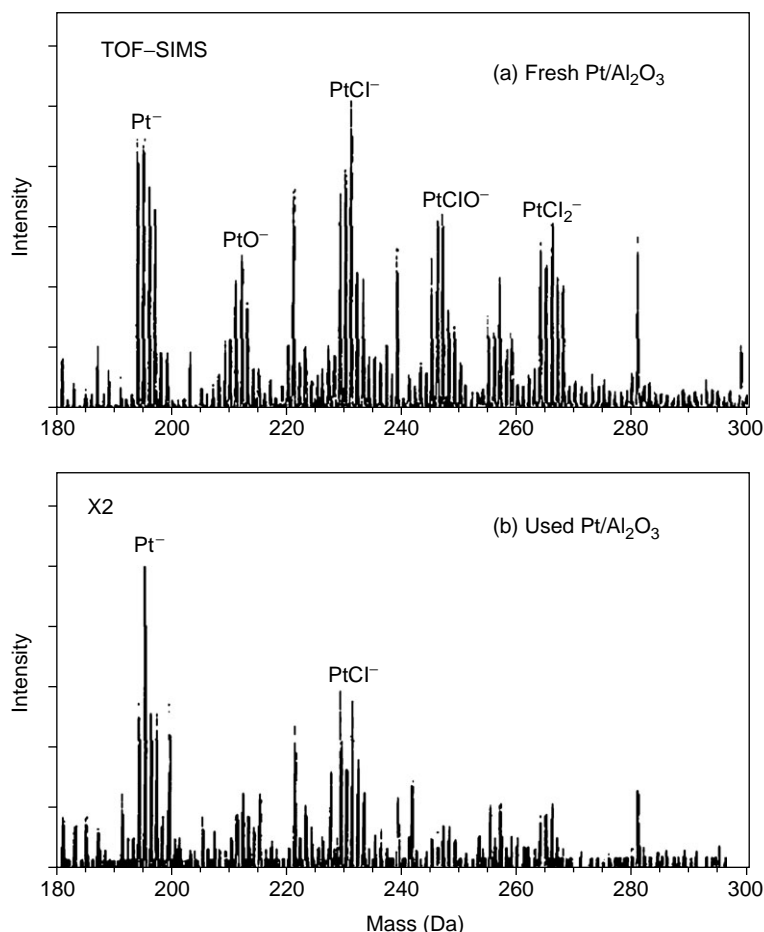 TOF–SIMS
(a) Fresh Pt/Al₂O₃
Pt⁻
PtO⁻
PtCl⁻
PtClO⁻
PtCl₂⁻
Intensity
180 200 220 240 260 280 300
X2
(b) Used Pt/Al₂O₃
Pt⁻
PtCl⁻
Intensity
180 200 220 240 260 280 300
Mass (Da)